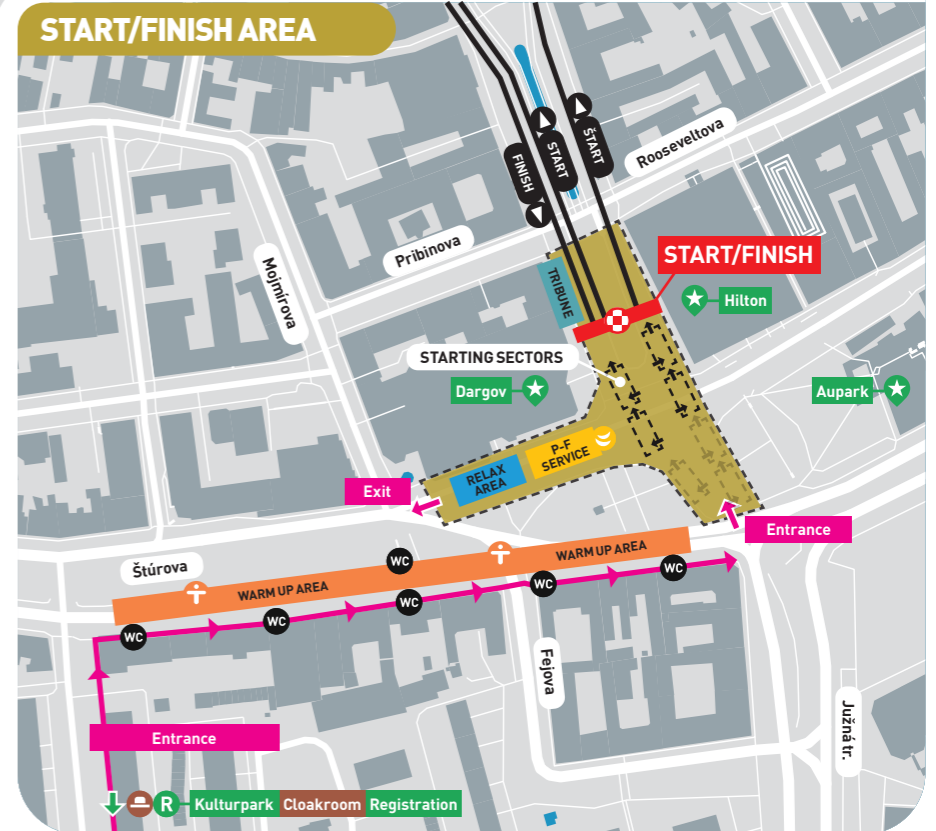 START/FINISH AREA
FINISH
START
ŠTART
Rooseveltova
Pribinova
Mojmírova
TRIBUNE
START/FINISH
Hilton
STARTING SECTORS
Dargov
Aupark
P-F
SERVICE
RELAX
AREA
Exit
Entrance
WARM UP AREA
WC
Štúrova
WARM UP AREA
WC
WC
WC
WC
WC
Fejova
Južná tr.
Entrance
R
Kulturpark
Cloakroom
Registration